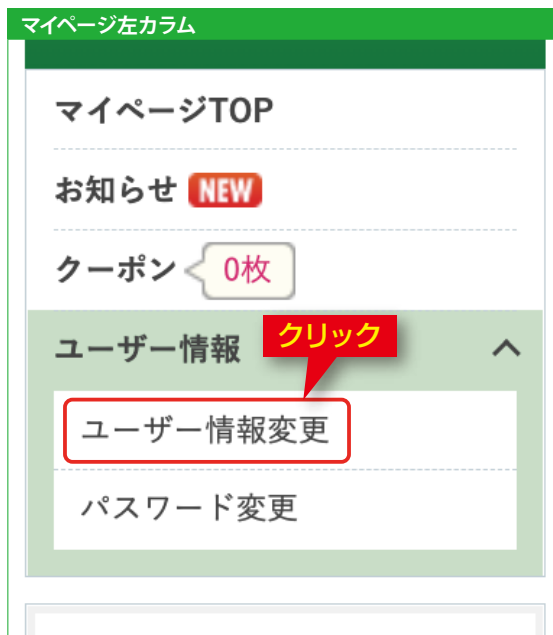 マイページ左カラム
マイページTOP
お知らせ NEW
クーポン 0枚
ユーザー情報
クリック
ユーザー情報変更
パスワード変更